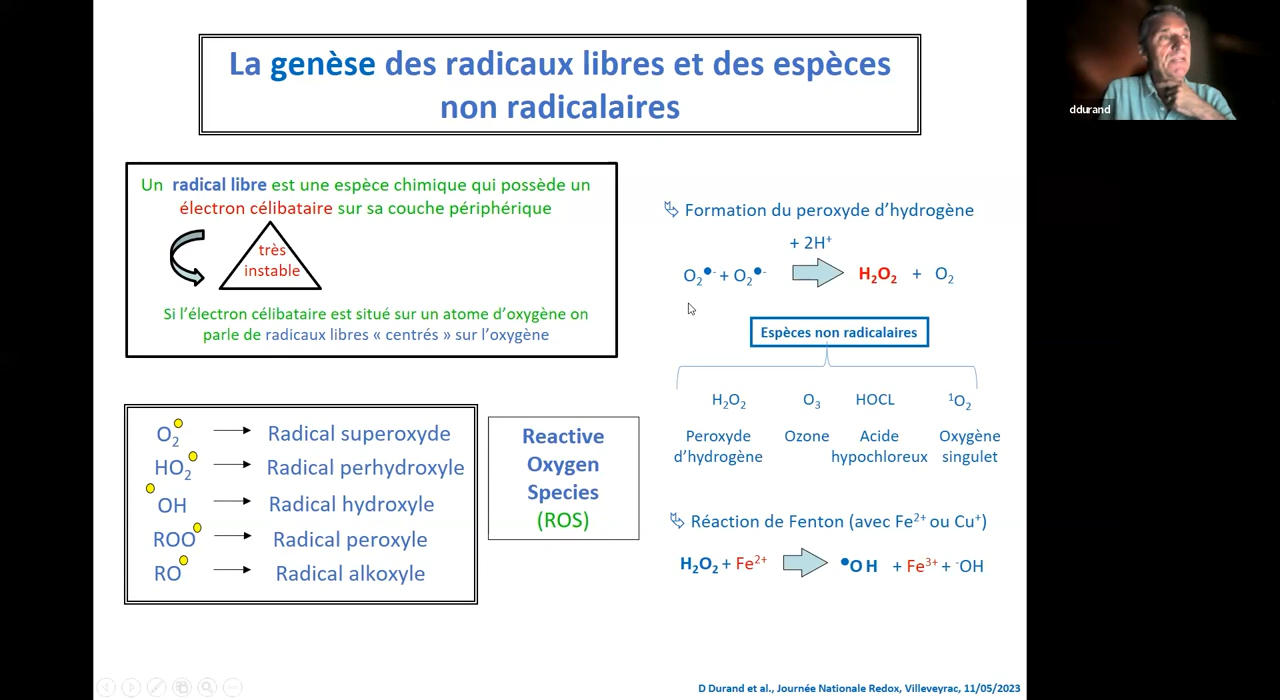 La genèse des radicaux libres et des espèces
non radicalaires
ddurand
Un radical libre est une espèce chimique qui possède un
électron célibataire sur sa couche périphérique
très
instable
Si l'électron célibataire est situé sur un atome d'oxygène on
parle de radicaux libres « centrés » sur l'oxygène
O₂ Radical superoxyde
HO₂ Radical perhydroxyle
OH Radical hydroxyle
ROO Radical peroxyle
RO Radical alkoxyle
Reactive
Oxygen
Species
(ROS)
Formation du peroxyde d'hydrogène
+ 2H⁺
O₂●⁻ + O₂●⁻ H₂O₂ + O₂
Espèces non radicalaires
H₂O₂ O₃ HOCL ¹O₂
Peroxyde Ozone Acide Oxygène
d'hydrogène hypochloreux singulet
Réaction de Fenton (avec Fe²⁺ ou Cu⁺)
H₂O₂ + Fe²⁺ ●OH + Fe³⁺ + ⁻OH
D Durand et al., Journée Nationale Redox, Villeveyrac, 11/05/2023